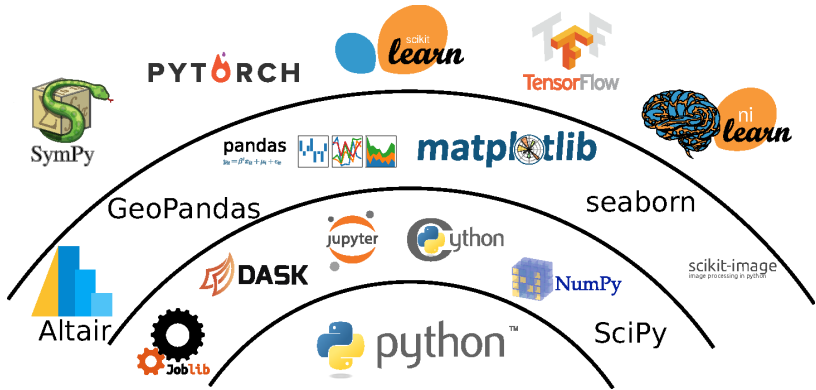 scikit
learn
PYTORCH
TensorFlow
SymPy
ni
learn
pandas
matplotlib
GeoPandas
seaborn
jupyter
Cython
DASK
scikit-image
image processing in python
NumPy
Altair
SciPy
Joblib
python™